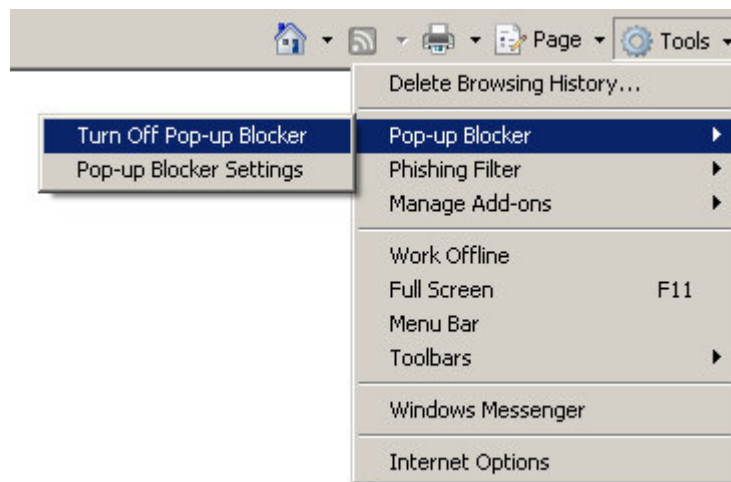 Page Tools
Delete Browsing History...
Turn Off Pop-up Blocker
Pop-up Blocker Settings
Pop-up Blocker
Phishing Filter
Manage Add-ons
Work Offline
Full Screen F11
Menu Bar
Toolbars
Windows Messenger
Internet Options